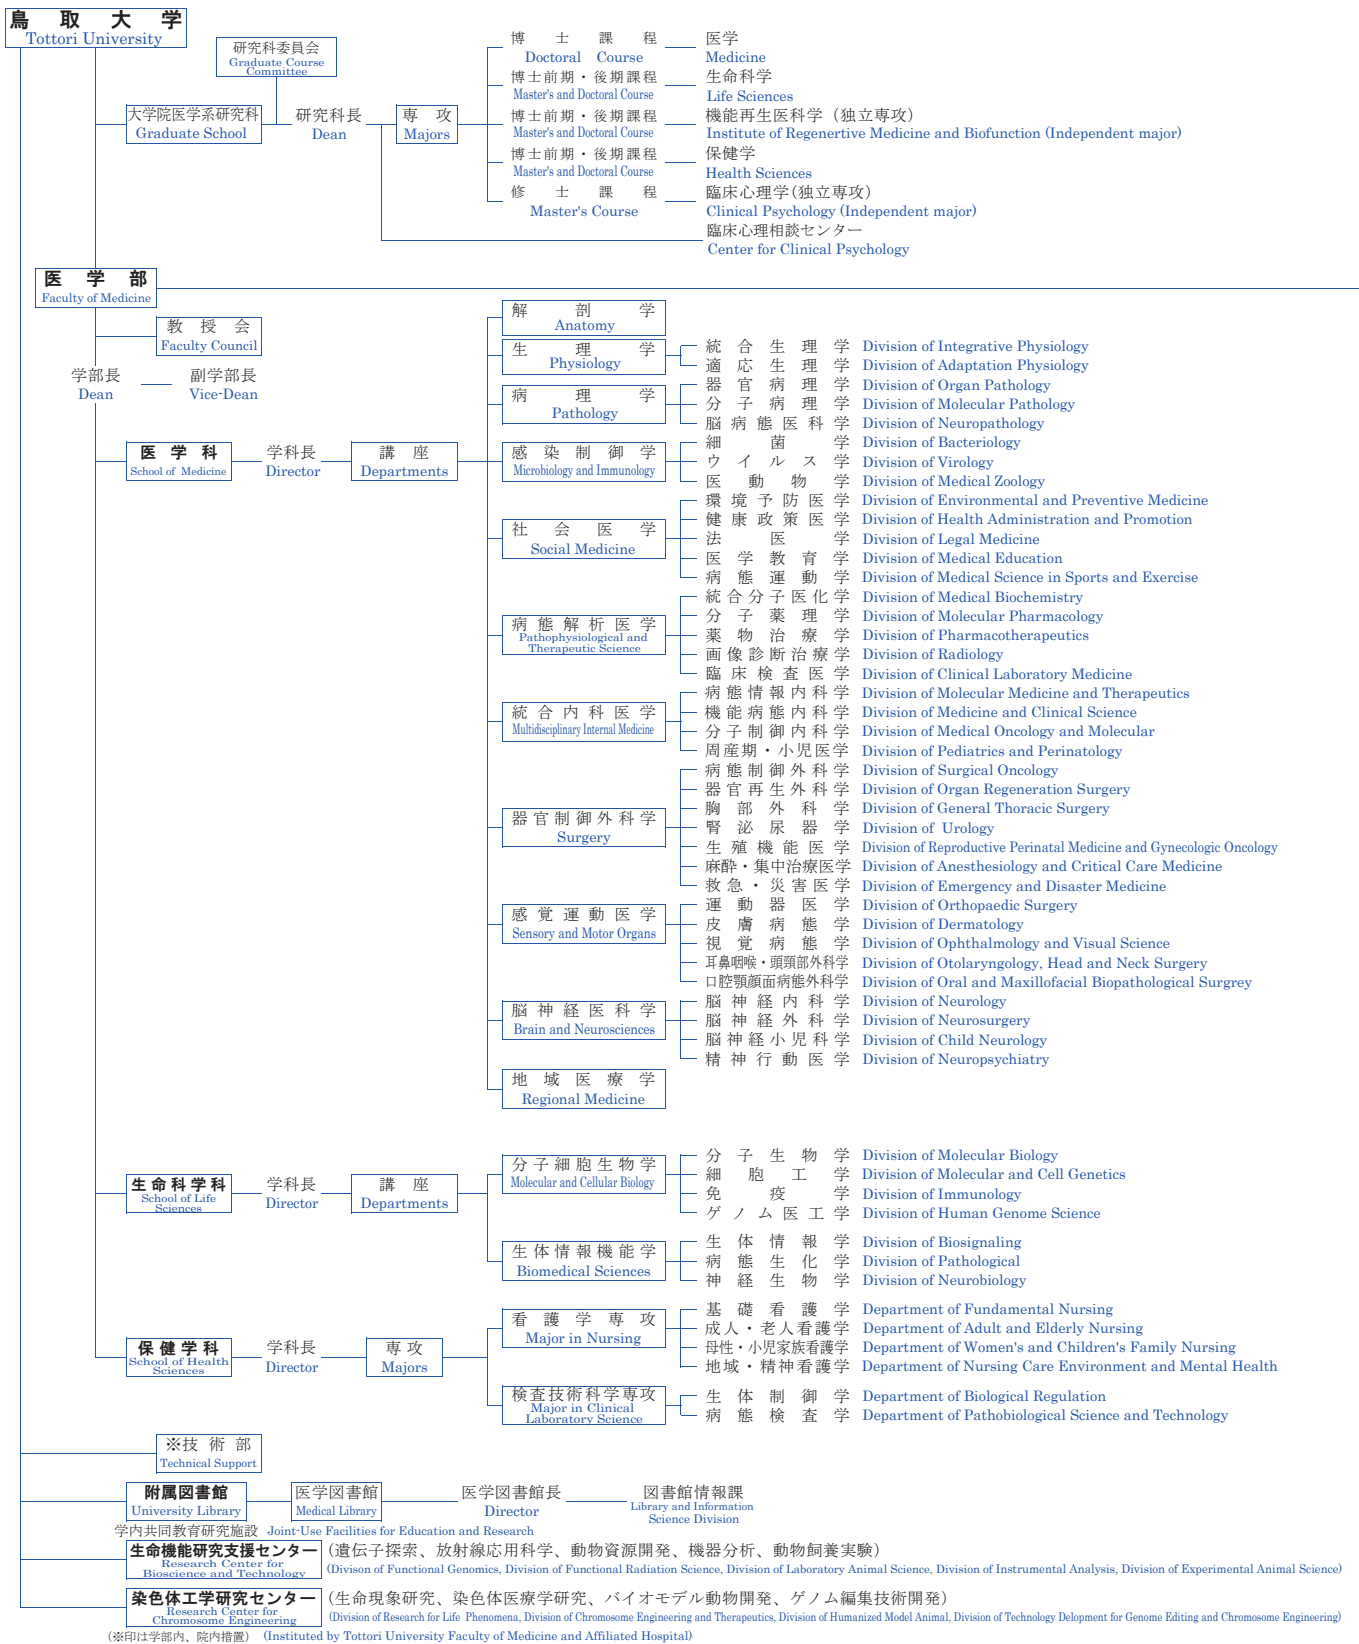 鳥取大学
Tottori University
研究科委員会
Graduate Course
Committee
大学院医学系研究科
Graduate School
研究科長
Dean
専攻
Majors
博士課程
Doctoral Course
医学
Medicine
博士前期・後期課程
Master's and Doctoral Course
生命科学
Life Sciences
博士前期・後期課程
Master's and Doctoral Course
機能再生医科学（独立専攻）
Institute of Regenertive Medicine and Biofunction (Independent major)
博士前期・後期課程
Master's and Doctoral Course
保健学
Health Sciences
修士課程
Master's Course
臨床心理学(独立専攻)
Clinical Psychology (Independent major)
臨床心理相談センター
Center for Clinical Psychology
医学部
Faculty of Medicine
教授会
Faculty Council
学部長
Dean
副学部長
Vice-Dean
医学科
School of Medicine
学科長
Director
講座
Departments
解剖学
Anatomy
生理学
Physiology
統合生理学 Division of Integrative Physiology
適応生理学 Division of Adaptation Physiology
病理学
Pathology
器官病理学 Division of Organ Pathology
分子病理学 Division of Molecular Pathology
脳病態医科学 Division of Neuropathology
感染制御学
Microbiology and Immunology
細菌学 Division of Bacteriology
ウイルス学 Division of Virology
医動物学 Division of Medical Zoology
社会医学
Social Medicine
環境予防医学 Division of Environmental and Preventive Medicine
健康政策医学 Division of Health Administration and Promotion
法医学 Division of Legal Medicine
医学教育学 Division of Medical Education
病態運動学 Division of Medical Science in Sports and Exercise
病態解析医学
Pathophysiological and
Therapeutic Science
統合分子医化学 Division of Medical Biochemistry
分子薬理学 Division of Molecular Pharmacology
薬物治療学 Division of Pharmacotherapeutics
画像診断治療学 Division of Radiology
臨床検査医学 Division of Clinical Laboratory Medicine
統合内科医学
Multidisciplinary Internal Medicine
病態情報内科学 Division of Molecular Medicine and Therapeutics
機能病態内科学 Division of Medicine and Clinical Science
分子制御内科学 Division of Medical Oncology and Molecular
周産期・小児医学 Division of Pediatrics and Perinatology
器官制御外科学
Surgery
病態制御外科学 Division of Surgical Oncology
器官再生外科学 Division of Organ Regeneration Surgery
胸部外科学 Division of General Thoracic Surgery
腎泌尿器学 Division of Urology
生殖機能医学 Division of Reproductive Perinatal Medicine and Gynecologic Oncology
麻酔・集中治療医学 Division of Anesthesiology and Critical Care Medicine
救急・災害医学 Division of Emergency and Disaster Medicine
感覚運動医学
Sensory and Motor Organs
運動器医学 Division of Orthopaedic Surgery
皮膚病態学 Division of Dermatology
視覚病態学 Division of Ophthalmology and Visual Science
耳鼻咽喉・頭頸部外科学 Division of Otolaryngology, Head and Neck Surgery
口腔顎顔面病態外科学 Division of Oral and Maxillofacial Biopathological Surgrey
脳神経医科学
Brain and Neurosciences
脳神経内科学 Division of Neurology
脳神経外科学 Division of Neurosurgery
脳神経小児科学 Division of Child Neurology
精神行動医学 Division of Neuropsychiatry
地域医療学
Regional Medicine
生命科学科
School of Life
Sciences
学科長
Director
講座
Departments
分子細胞生物学
Molecular and Cellular Biology
分子生物学 Division of Molecular Biology
細胞工学 Division of Molecular and Cell Genetics
免疫学 Division of Immunology
ゲノム医工学 Division of Human Genome Science
生体情報機能学
Biomedical Sciences
生体情報学 Division of Biosignaling
病態生化学 Division of Pathological
神経生物学 Division of Neurobiology
保健学科
School of Health
Sciences
学科長
Director
専攻
Majors
看護学専攻
Major in Nursing
基礎看護学 Department of Fundamental Nursing
成人・老人看護学 Department of Adult and Elderly Nursing
母性・小児家族看護学 Department of Women's and Children's Family Nursing
地域・精神看護学 Department of Nursing Care Environment and Mental Health
検査技術科学専攻
Major in Clinical
Laboratory Science
生体制御学 Department of Biological Regulation
病態検査学 Department of Pathobiological Science and Technology
※技術部
Technical Support
附属図書館
University Library
医学図書館
Medical Library
医学図書館長
Director
図書館情報課
Library and Information
Science Division
学内共同教育研究施設 Joint-Use Facilities for Education and Research
生命機能研究支援センター
Research Center for
Bioscience and Technology
（遺伝子探索、放射線応用科学、動物資源開発、機器分析、動物飼養実験）
(Divison of Functional Genomics, Division of Functional Radiation Science, Division of Laboratory Animal Science, Division of Instrumental Analysis, Division of Experimental Animal Science)
染色体工学研究センター
Research Center for
Chromosome Engineering
（生命現象研究、染色体医療学研究、バイオモデル動物開発、ゲノム編集技術開発）
(Division of Research for Life Phenomena, Division of Chromosome Engineering and Therapeutics, Division of Humanized Model Animal, Division of Technology Delopment for Genome Editing and Chromosome Engineering)
（※印は学部内、院内措置） (Instituted by Tottori University Faculty of Medicine and Affiliated Hospital)